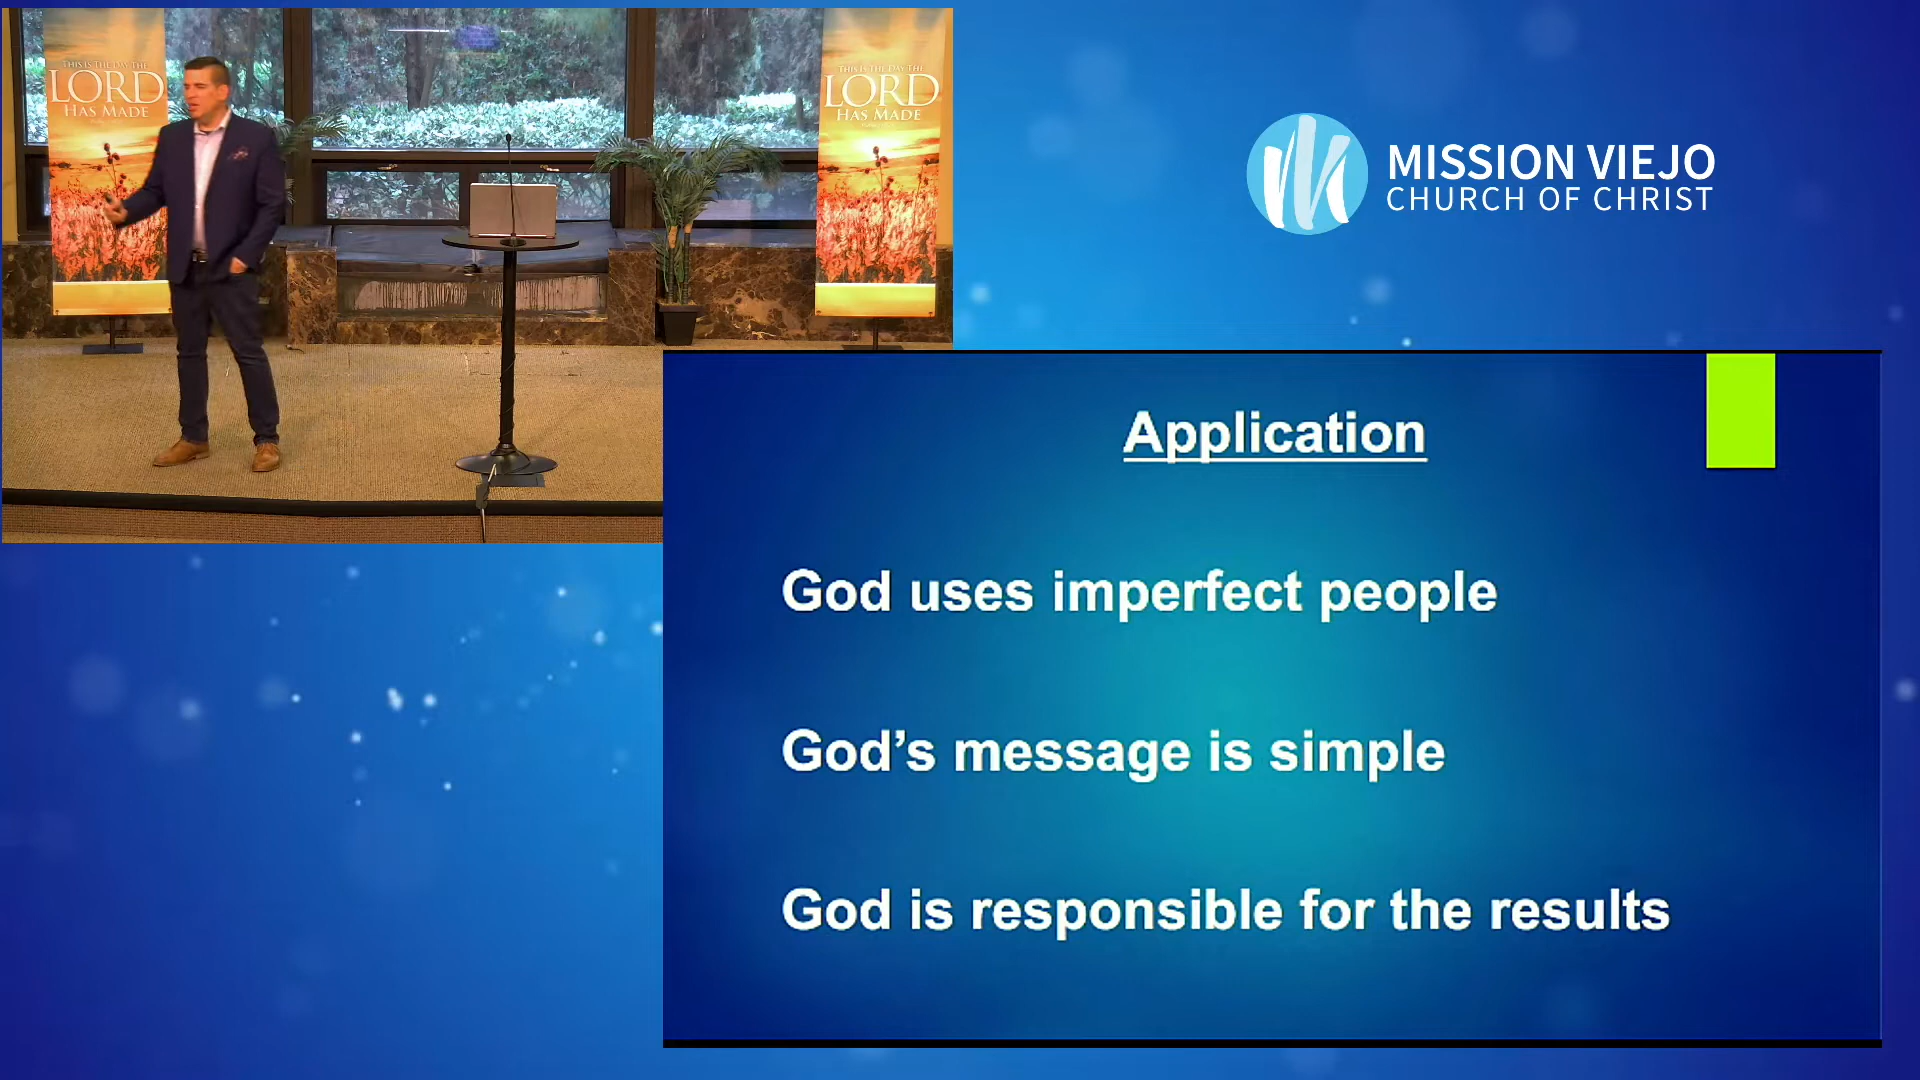 THIS IS THE DAY THE
LORD
HAS MADE
THIS IS THE DAY THE
LORD
HAS MADE
MISSION VIEJO
CHURCH OF CHRIST
Application
God uses imperfect people
God’s message is simple
God is responsible for the results